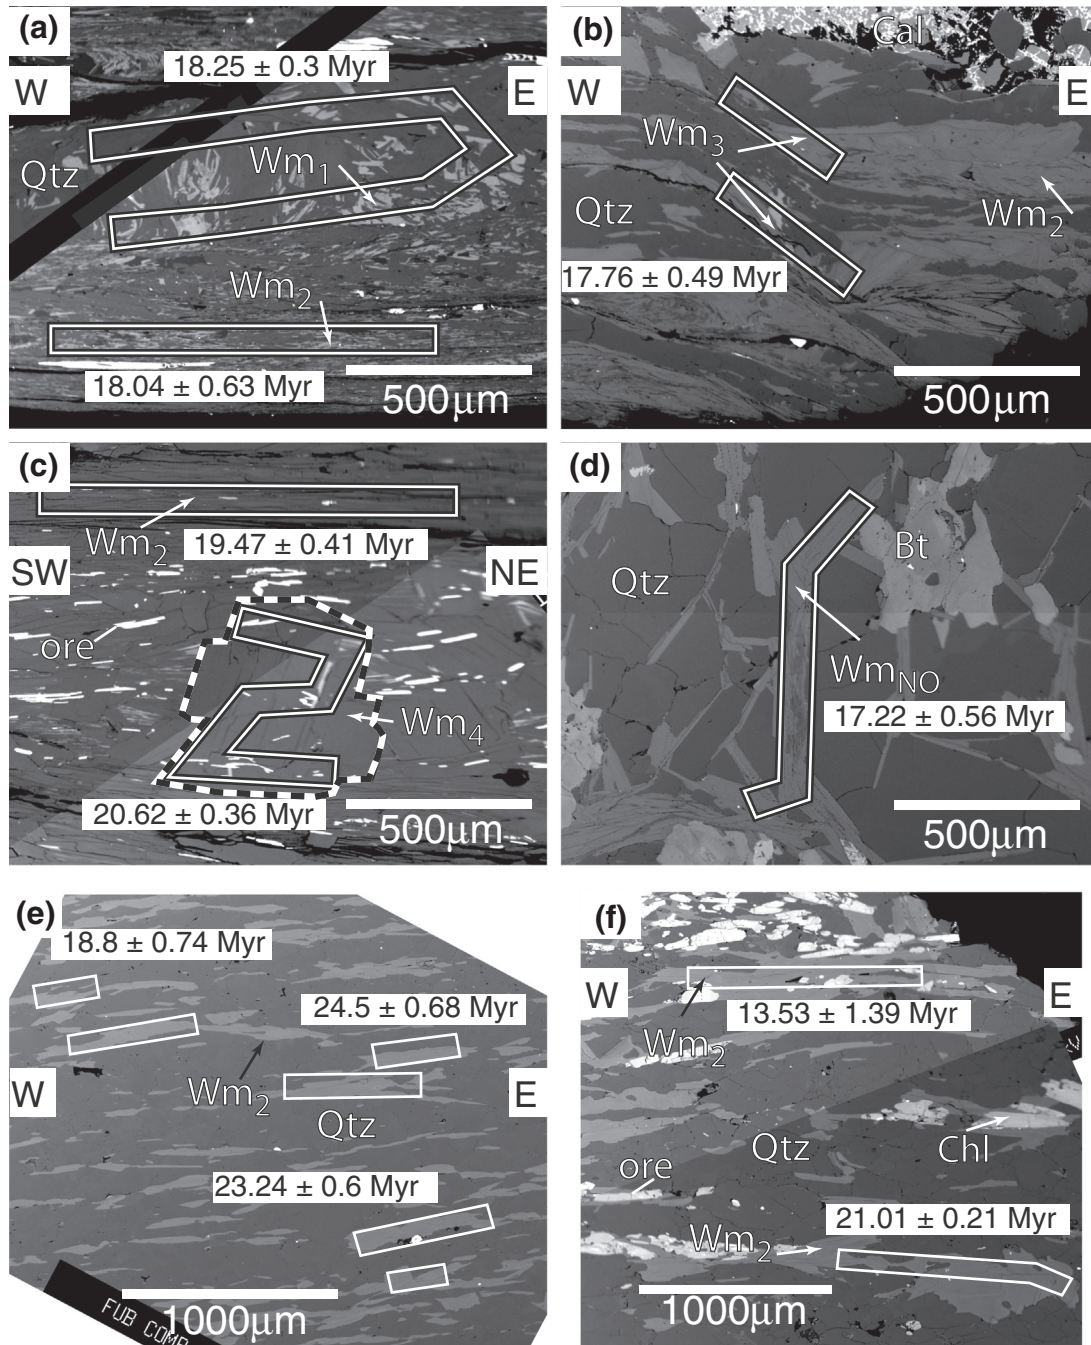 (a)
18.25 ± 0.3 Myr
W
E
Qtz
Wm1
Wm2
18.04 ± 0.63 Myr
500μm
(b)
Cal
W
E
Wm3
Wm2
Qtz
17.76 ± 0.49 Myr
500μm
(c)
Wm2
19.47 ± 0.41 Myr
SW
NE
ore
Wm4
20.62 ± 0.36 Myr
500μm
(d)
Qtz
Bt
WmNO
17.22 ± 0.56 Myr
500μm
(e)
18.8 ± 0.74 Myr
24.5 ± 0.68 Myr
W
Wm2
E
Qtz
23.24 ± 0.6 Myr
1000μm
FUB COMP
(f)
W
E
13.53 ± 1.39 Myr
Wm2
Qtz
Chl
ore
21.01 ± 0.21 Myr
Wm2
1000μm